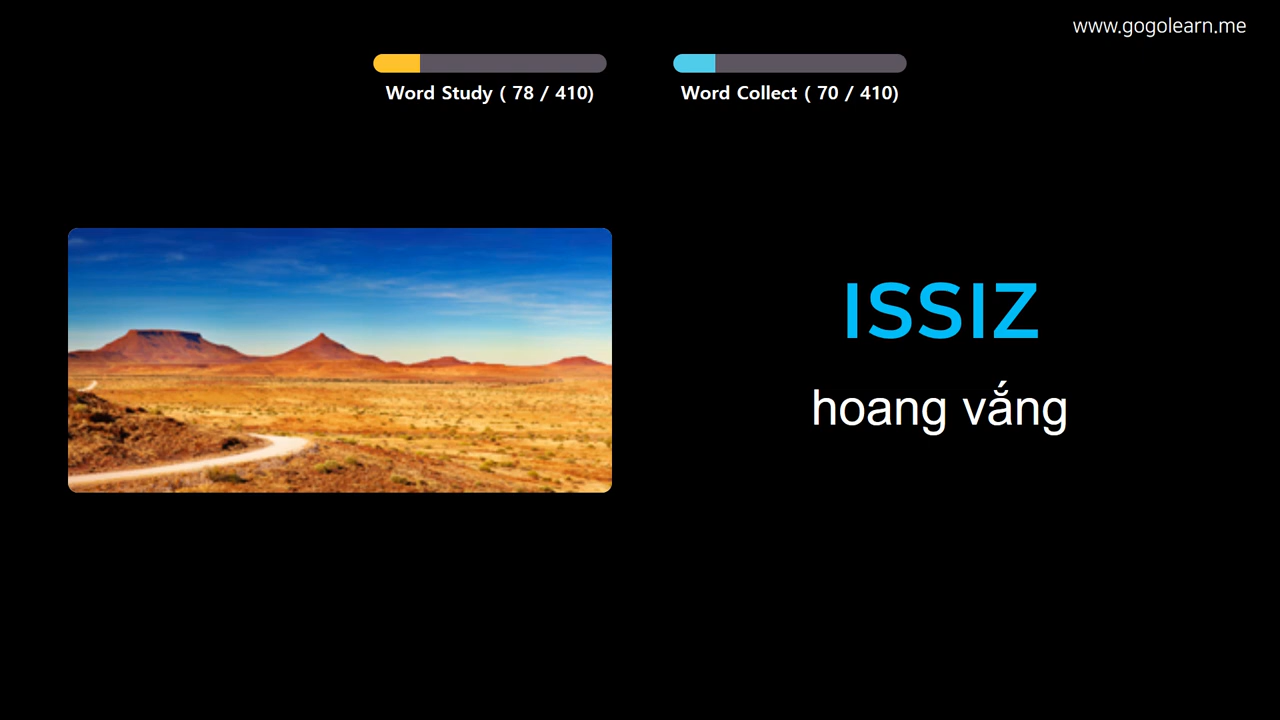 www.gogolearn.me
Word Study ( 78 / 410)
Word Collect ( 70 / 410)
ISSIZ
hoang vắng